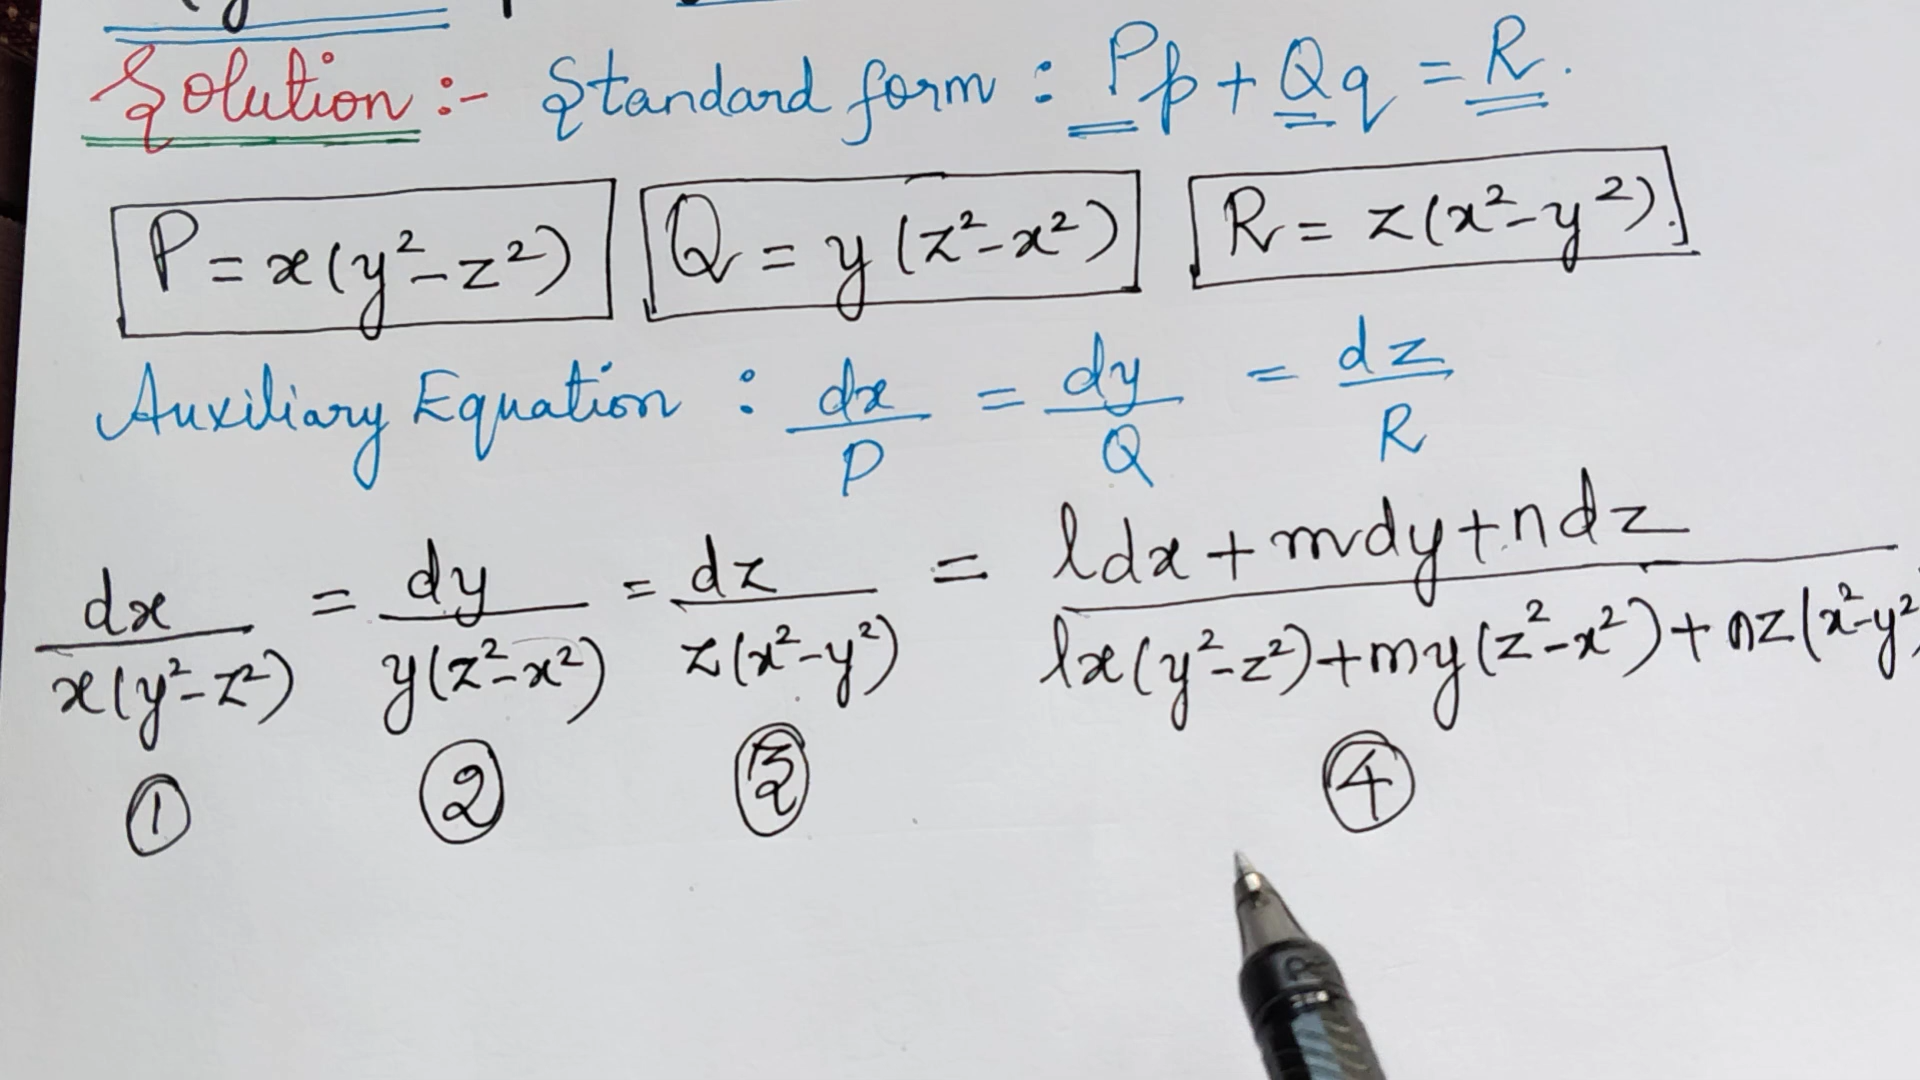 Solution :- Standard form : Pp + Qq = R.
P = x(y²-z²) Q = y(z²-x²) R = z(x²-y²).
Auxiliary Equation : dx/P = dy/Q = dz/R
dx/x(y²-z²) = dy/y(z²-x²) = dz/z(x²-y²) = ldx+mdy+ndz/lx(y²-z²)+my(z²-x²)+nz(x²-y²
① ② ③ ④